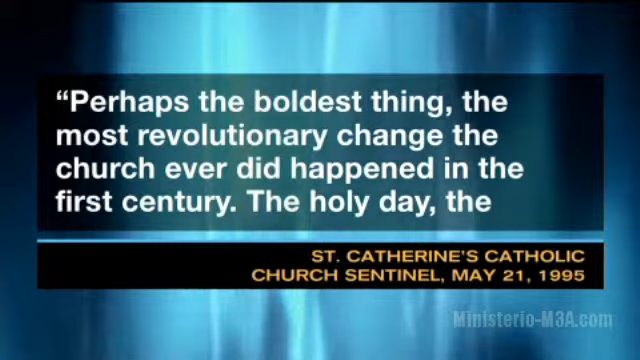 “Perhaps the boldest thing, the
most revolutionary change the
church ever did happened in the
first century. The holy day, the
ST. CATHERINE'S CATHOLIC
CHURCH SENTINEL, MAY 21, 1995
Ministerio-M3A.com